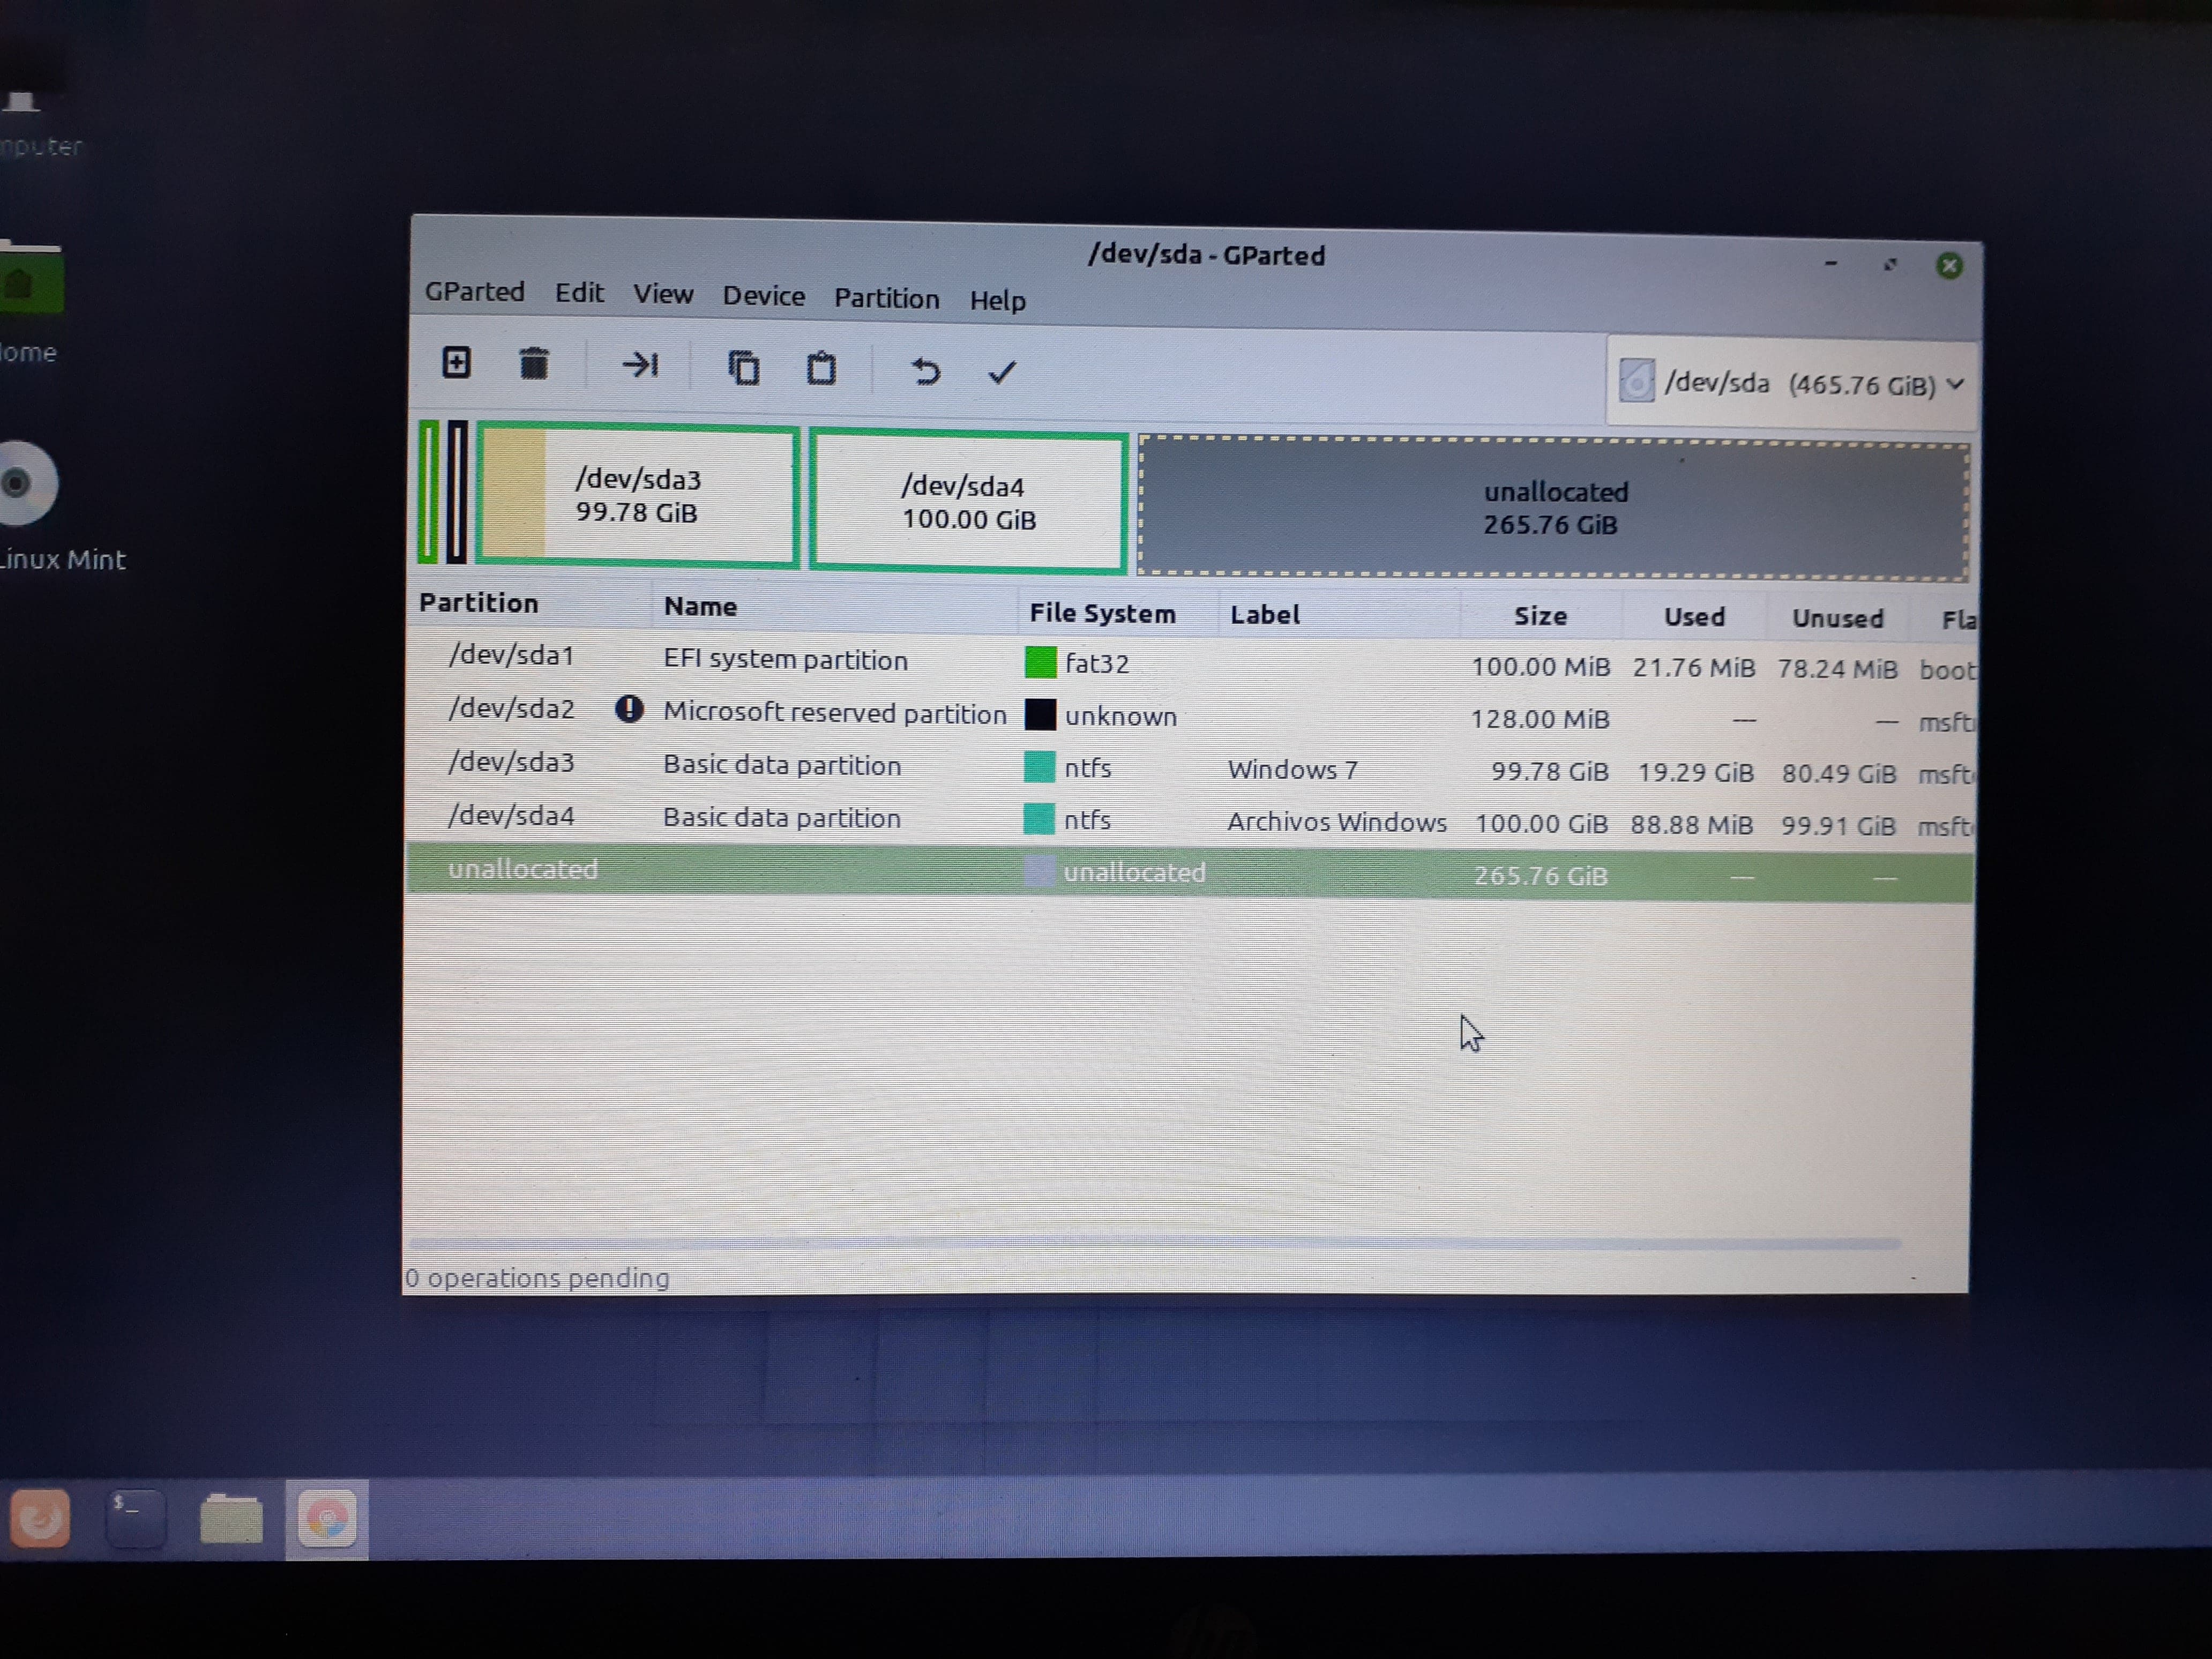 mputer
ome
Linux Mint
/dev/sda - GParted
GParted Edit View Device Partition Help
/dev/sda (465.76 GiB)
/dev/sda3
99.78 GiB
/dev/sda4
100.00 GiB
unallocated
265.76 GiB
Partition Name File System Label Size Used Unused Fla
/dev/sda1 EFI system partition fat32 100.00 MiB 21.76 MiB 78.24 MiB boot
/dev/sda2 Microsoft reserved partition unknown 128.00 MiB — — msft
/dev/sda3 Basic data partition ntfs Windows 7 99.78 GiB 19.29 GiB 80.49 GiB msft
/dev/sda4 Basic data partition ntfs Archivos Windows 100.00 GiB 88.88 MiB 99.91 GiB msft
unallocated unallocated 265.76 GiB — —
0 operations pending
$_
hp